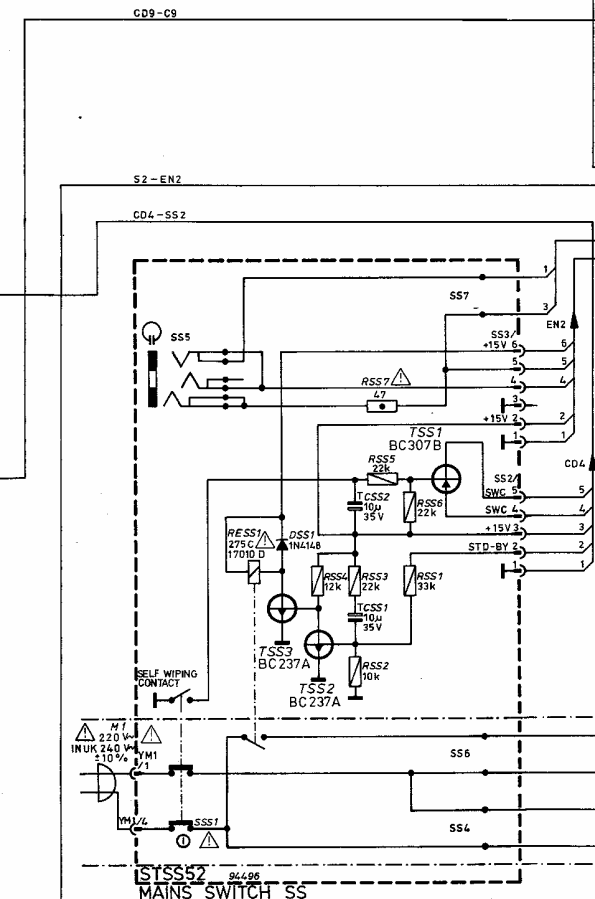 CD9-C9
S2-EN2
CD4-SS2
1
SS7
-
3
SS5
EN2
SS3/
+15V 6
6
5
5
RSS7
4
4
47
3
+15V 2
2
TSS1
BC307B
1
1
CD4
RSS5
22k
SS2/
SWC 5
5
TCSS2
10µ
35V
RSS6
22k
SWC 4
4
RESS1
275C
17010 D
DSS1
1N4148
+15V 3
3
STD-BY 2
2
RSS4
12k
RSS3
22k
RSS1
33k
1
1
TCSS1
10µ
35V
TSS3
BC237A
TSS2
BC237A
RSS2
10k
SELF WIPING
CONTACT
M1
220V~
IN UK 240V~
±10%
YM1
/1
SS6
YM1/4
SSS1
SS4
STSS52 94496
MAINS SWITCH SS